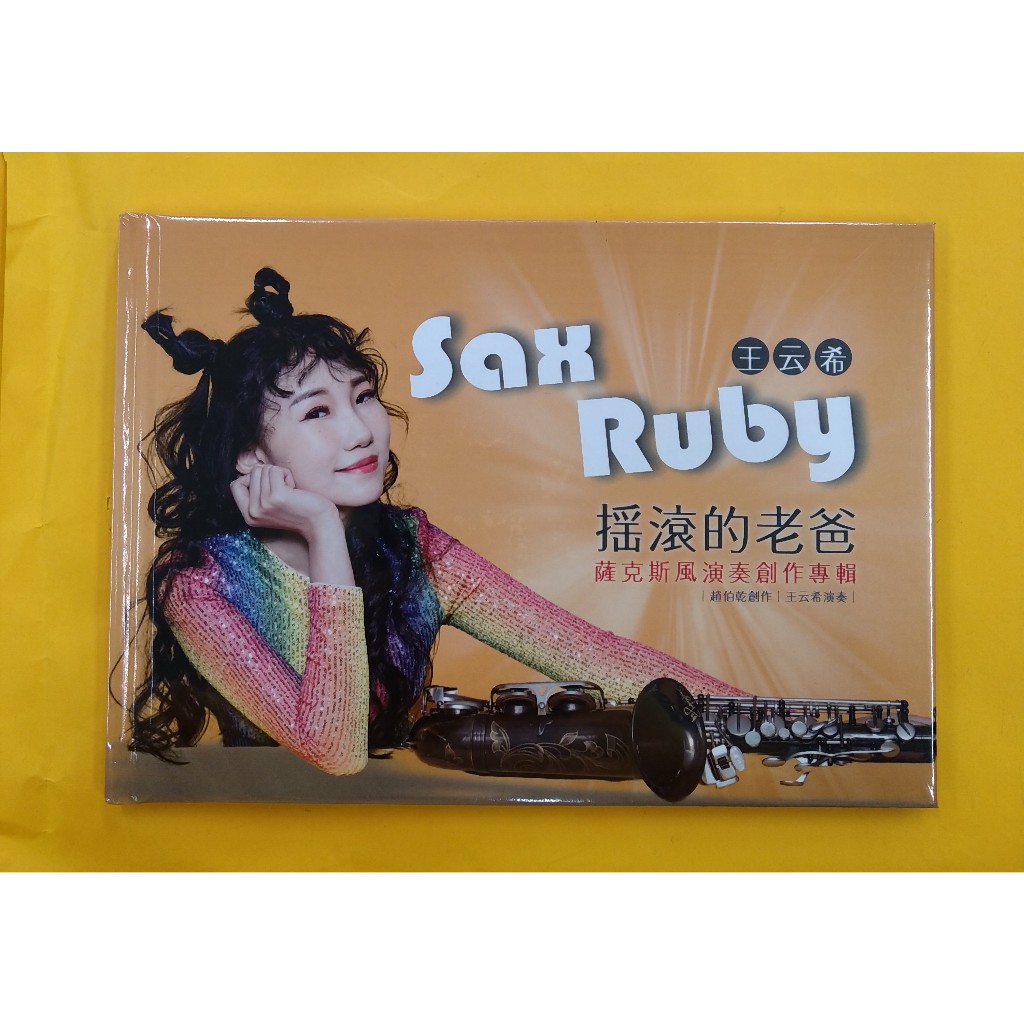 Sax
王云希
Ruby
摇滾的老爸
薩克斯風演奏創作專輯
|趙伯乾創作|王云希演奏|